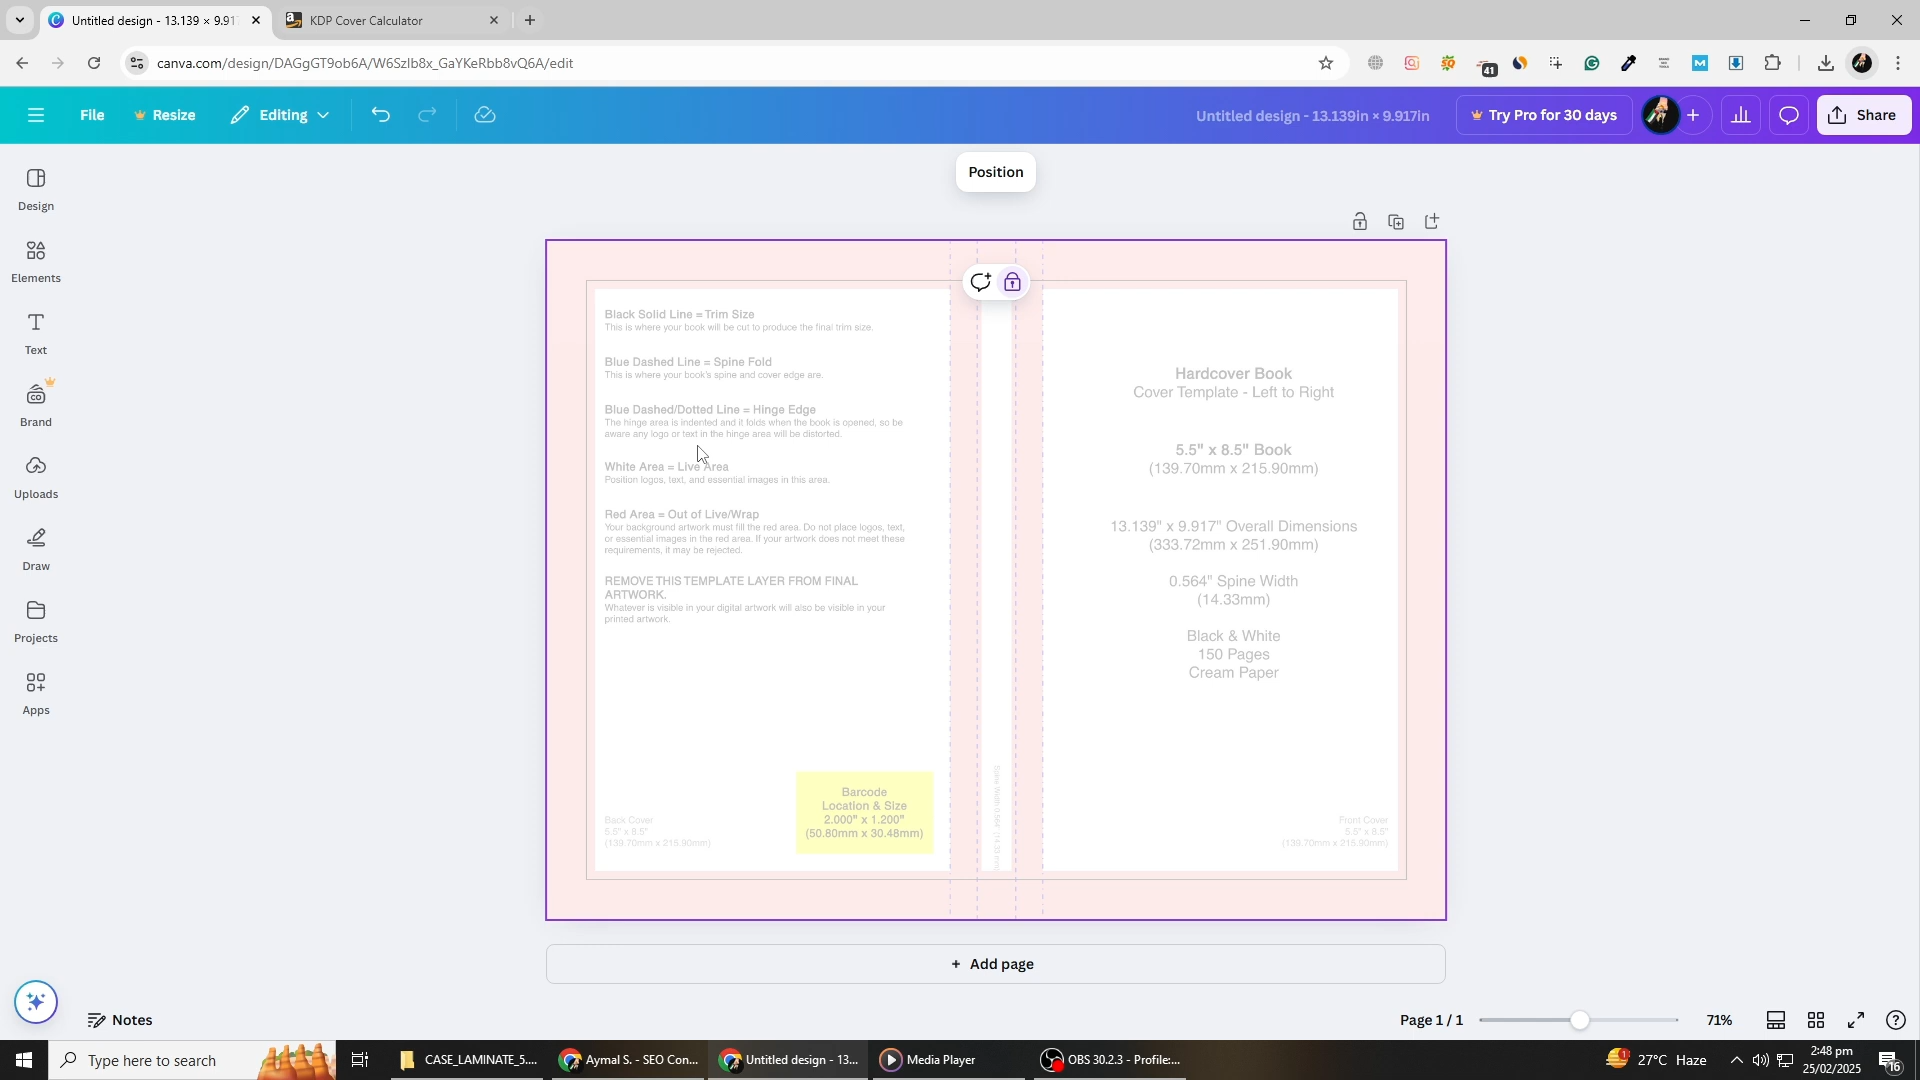 Untitled design - 13.139 × 9.917
KDP Cover Calculator
canva.com/design/DAGgGT9ob6A/W6Szlb8x_GaYKeRbb8vQ6A/edit
41
File
Resize
Editing
Untitled design - 13.139in × 9.917in
Try Pro for 30 days
Share
Position
Design
Elements
Text
Brand
Uploads
Draw
Projects
Apps
Black Solid Line = Trim Size
This is where your book will be cut to produce the final trim size.
Blue Dashed Line = Spine Fold
This is where your book's spine and cover edge are.
Blue Dashed/Dotted Line = Hinge Edge
The hinge area is indented and it folds when the book is opened, so be
aware any logo or text in the hinge area will be distorted.
White Area = Live Area
Position logos, text, and essential images in this area.
Red Area = Out of Live/Wrap
Your background artwork must fill the red area. Do not place logos, text,
or essential images in the red area. If your artwork does not meet these
requirements, it may be rejected.
REMOVE THIS TEMPLATE LAYER FROM FINAL
ARTWORK.
Whatever is visible in your digital artwork will also be visible in your
printed artwork.
Back Cover
5.5" x 8.5"
(139.70mm x 215.90mm)
Barcode
Location & Size
2.000" x 1.200"
(50.80mm x 30.48mm)
Spine Width 0.564" (14.33 mm)
Hardcover Book
Cover Template - Left to Right
5.5" x 8.5" Book
(139.70mm x 215.90mm)
13.139" x 9.917" Overall Dimensions
(333.72mm x 251.90mm)
0.564" Spine Width
(14.33mm)
Black & White
150 Pages
Cream Paper
Front Cover
5.5" x 8.5"
(139.70mm x 215.90mm)
+ Add page
Notes
Page 1 / 1
71%
Type here to search
CASE_LAMINATE_5....
Aymal S. - SEO Con...
Untitled design - 13...
Media Player
OBS 30.2.3 - Profile:...
27°C Haze
2:48 pm
25/02/2025
16